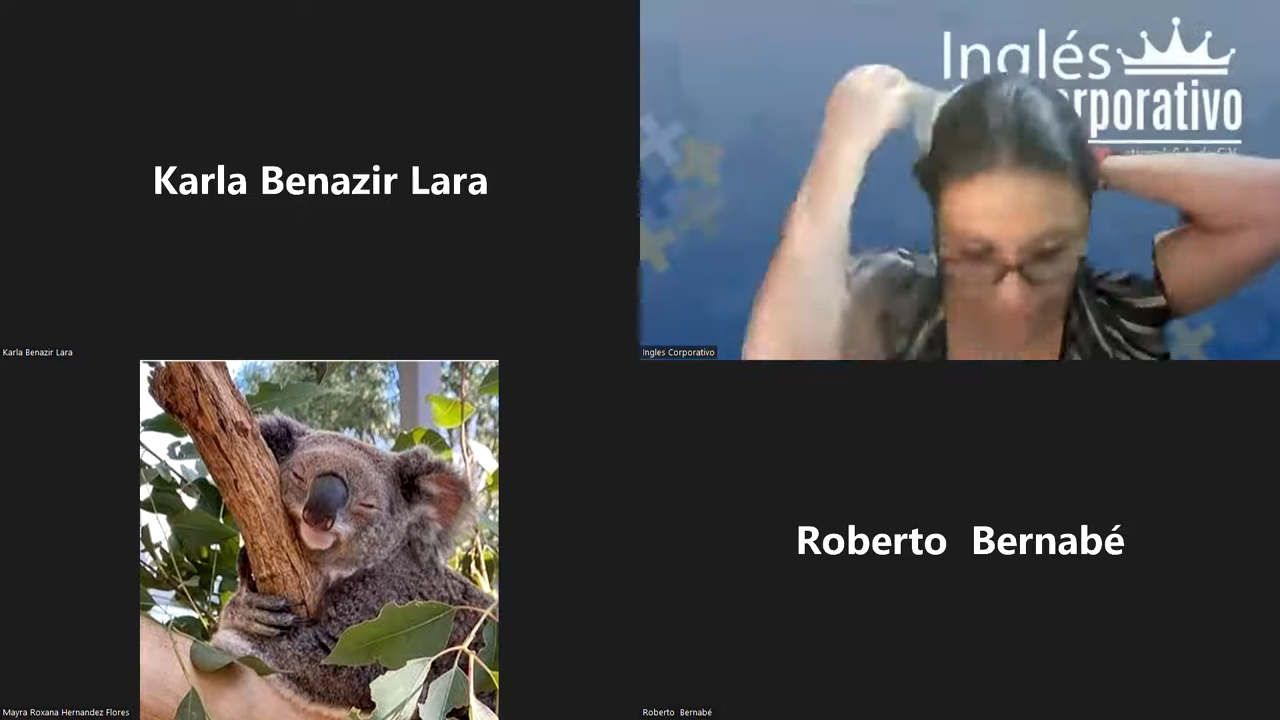 Karla Benazir Lara
Karla Benazir Lara
Inglés
rporativo
Ingles Corporativo
Mayra Roxana Hernandez Flores
Roberto Bernabé
Roberto Bernabé